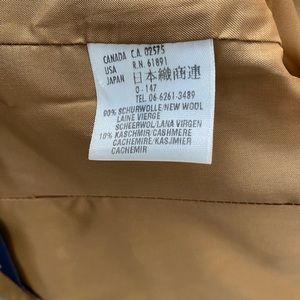 CANADA C.A. 02575
USA R.N. 61891
JAPAN 日本織商連
0-147
TEL 06-6261-3489
90% SCHURWOLLE/NEW WOOL
LAINE VIERGE
SCHEERWOL/LANA VIRGEN
10% KASCHMIR/CASHMERE
CACHEMIRE/KASJMIER
CACHEMIR